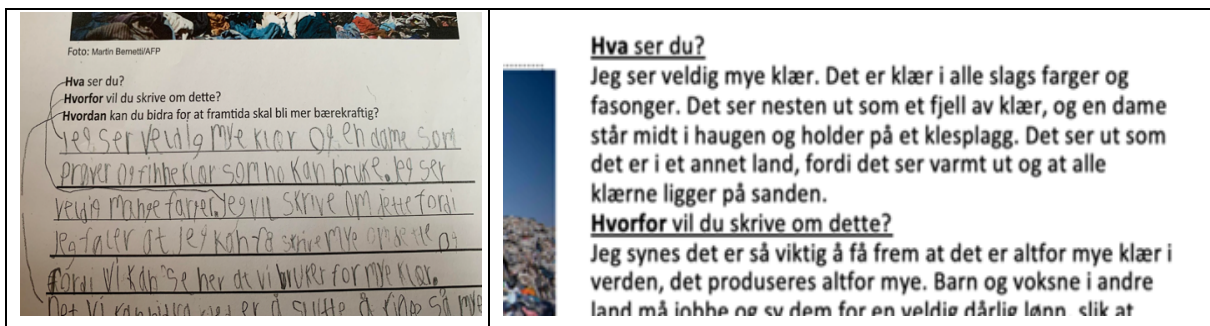 Foto: Martin Bernetti/AFP
Hva ser du?
Hvorfor vil du skrive om dette?
Hvordan kan du bidra for at framtida skal bli mer bærekraftig?
Jeg ser veldig mye klær og en dame som
prøver og finne klær som ho kan bruke. Jeg ser
veldig mange farger. Jeg vil skrive om dette fordi
Jeg føler at jeg kan få skrive mye om dette og
fordi vi kan se her at vi bruker for mye klær.
Det vi kan bidra med er å slutte å kjøpe så mye
Hva ser du?
Jeg ser veldig mye klær. Det er klær i alle slags farger og
fasonger. Det ser nesten ut som et fjell av klær, og en dame
står midt i haugen og holder på et klesplagg. Det ser ut som
det er i et annet land, fordi det ser varmt ut og at alle
klærne ligger på sanden.
Hvorfor vil du skrive om dette?
Jeg synes det er så viktig å få frem at det er altfor mye klær i
verden, det produseres altfor mye. Barn og voksne i andre
land må jobbe og sy dem for en veldig dårlig lønn, slik at